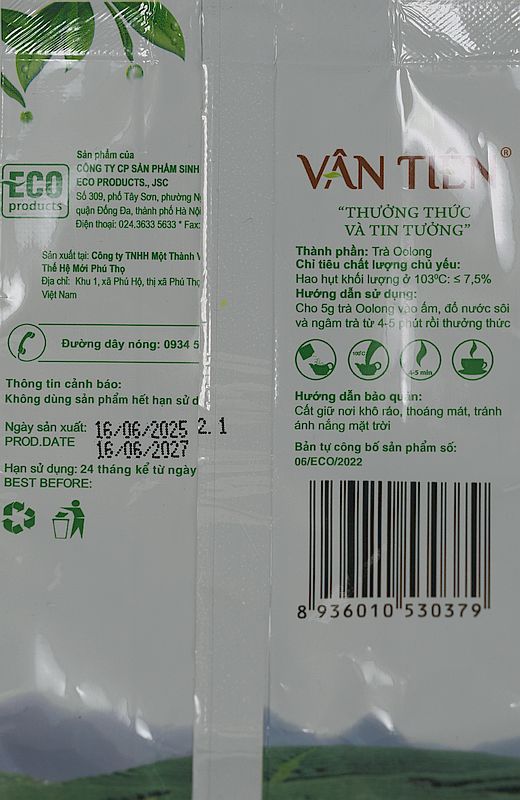 ECO
products
Sản phẩm của
CÔNG TY CP SẢN PHẨM SINH
ECO PRODUCTS., JSC
Số 309, phố Tây Sơn, phường
quận Đống Đa, thành phố Hà Nội
Điện thoại: 024.3633 5633 * Fax:
Sản xuất tại: Công ty TNHH Một Thành V
Thế Hệ Mới Phú Thọ
Địa chỉ: Khu 1, xã Phú Hộ, thị xã Phú Thọ
Việt Nam
Đường dây nóng: 0934 5
Thông tin cảnh báo:
Không dùng sản phẩm hết hạn sử d
Ngày sản xuất: 16/06/2025 2.1
PROD.DATE 16/06/2027
Hạn sử dụng: 24 tháng kể từ ngày
BEST BEFORE:
VÂN TIÊN®
“THƯỞNG THỨC
VÀ TIN TƯỞNG”
Thành phần: Trà Oolong
Chỉ tiêu chất lượng chủ yếu:
Hao hụt khối lượng ở 103ºC: ≤ 7,5%
Hướng dẫn sử dụng:
Cho 5g trà Oolong vào ấm, đổ nước sôi
và ngâm trà từ 4-5 phút rồi thưởng thức
100ºC
4-5 min
Hướng dẫn bảo quản:
Cất giữ nơi khô ráo, thoáng mát, tránh
ánh nắng mặt trời
Bản tự công bố sản phẩm số:
06/ECO/2022
8 936010 530379